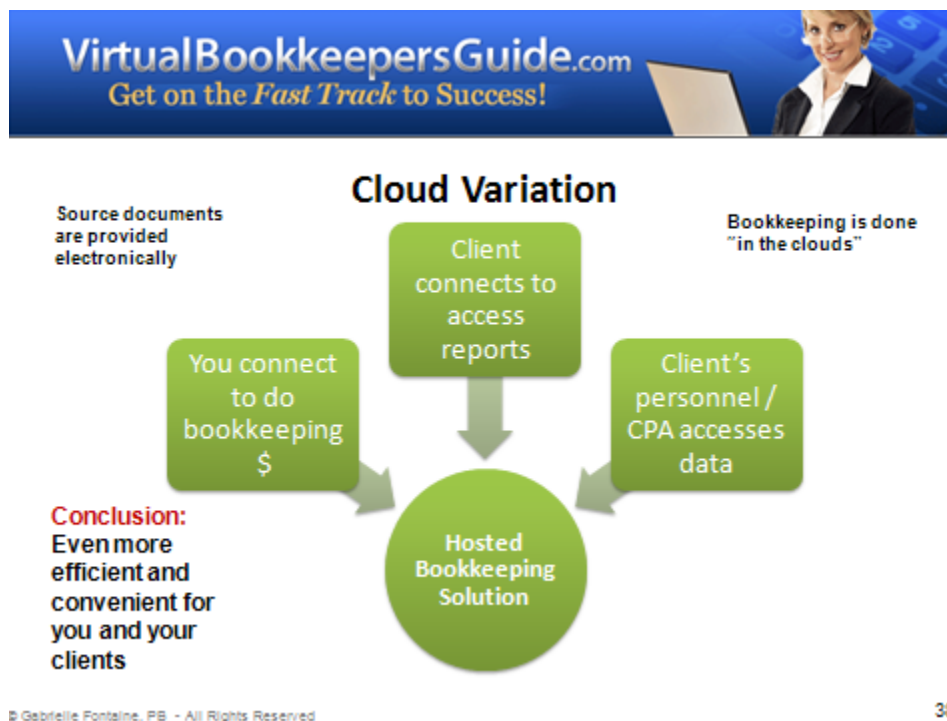 VirtualBookkeepersGuide.com
Get on the Fast Track to Success!
Cloud Variation
Source documents
are provided
electronically
Bookkeeping is done
"in the clouds"
Client
connects to
access
reports
You connect
to do
bookkeeping
$
Client's
personnel /
CPA accesses
data
Hosted
Bookkeeping
Solution
Conclusion:
Even more
efficient and
convenient for
you and your
clients
© Gabrielle Fontaine, PB - All Rights Reserved